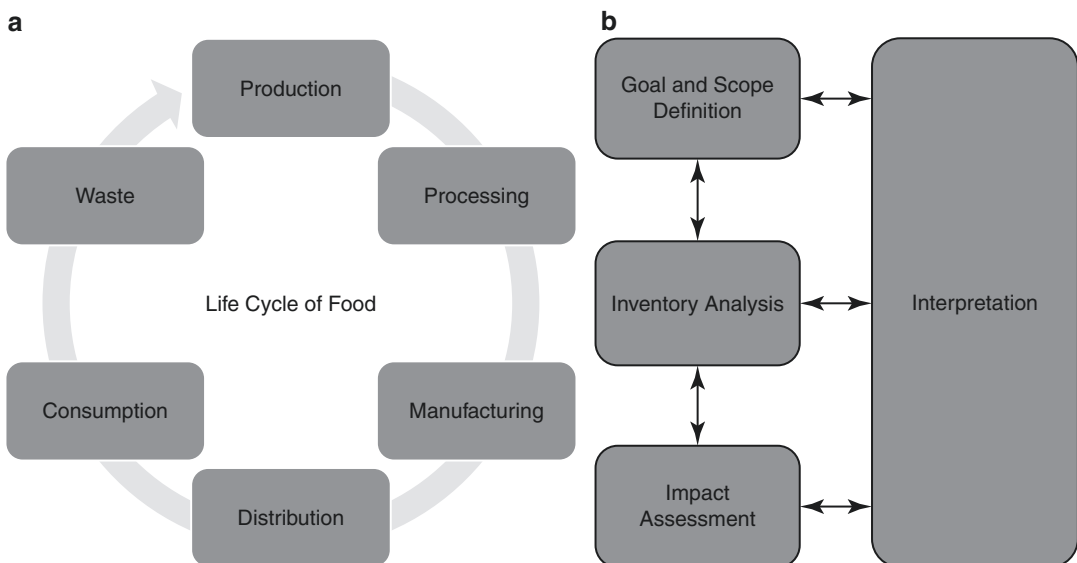 a
Production
Processing
Manufacturing
Distribution
Consumption
Waste
Life Cycle of Food
b
Goal and Scope
Definition
Inventory Analysis
Impact
Assessment
Interpretation